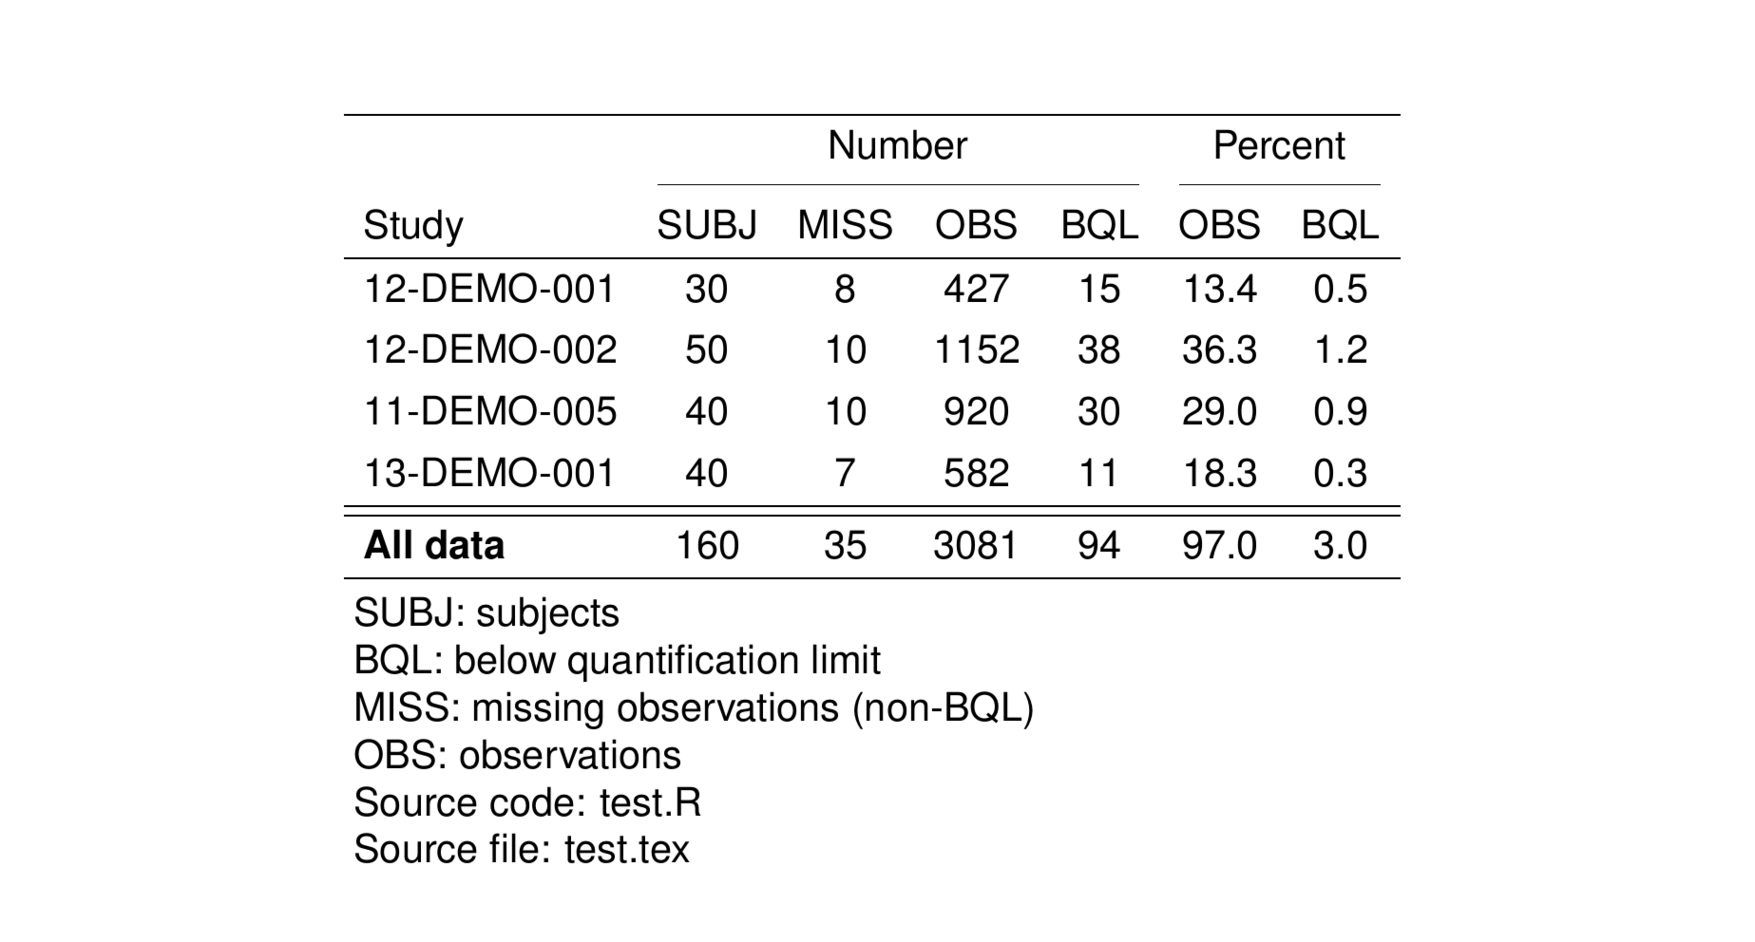 Number Percent
Study SUBJ MISS OBS BQL OBS BQL
12-DEMO-001 30 8 427 15 13.4 0.5
12-DEMO-002 50 10 1152 38 36.3 1.2
11-DEMO-005 40 10 920 30 29.0 0.9
13-DEMO-001 40 7 582 11 18.3 0.3
All data 160 35 3081 94 97.0 3.0
SUBJ: subjects
BQL: below quantification limit
MISS: missing observations (non-BQL)
OBS: observations
Source code: test.R
Source file: test.tex